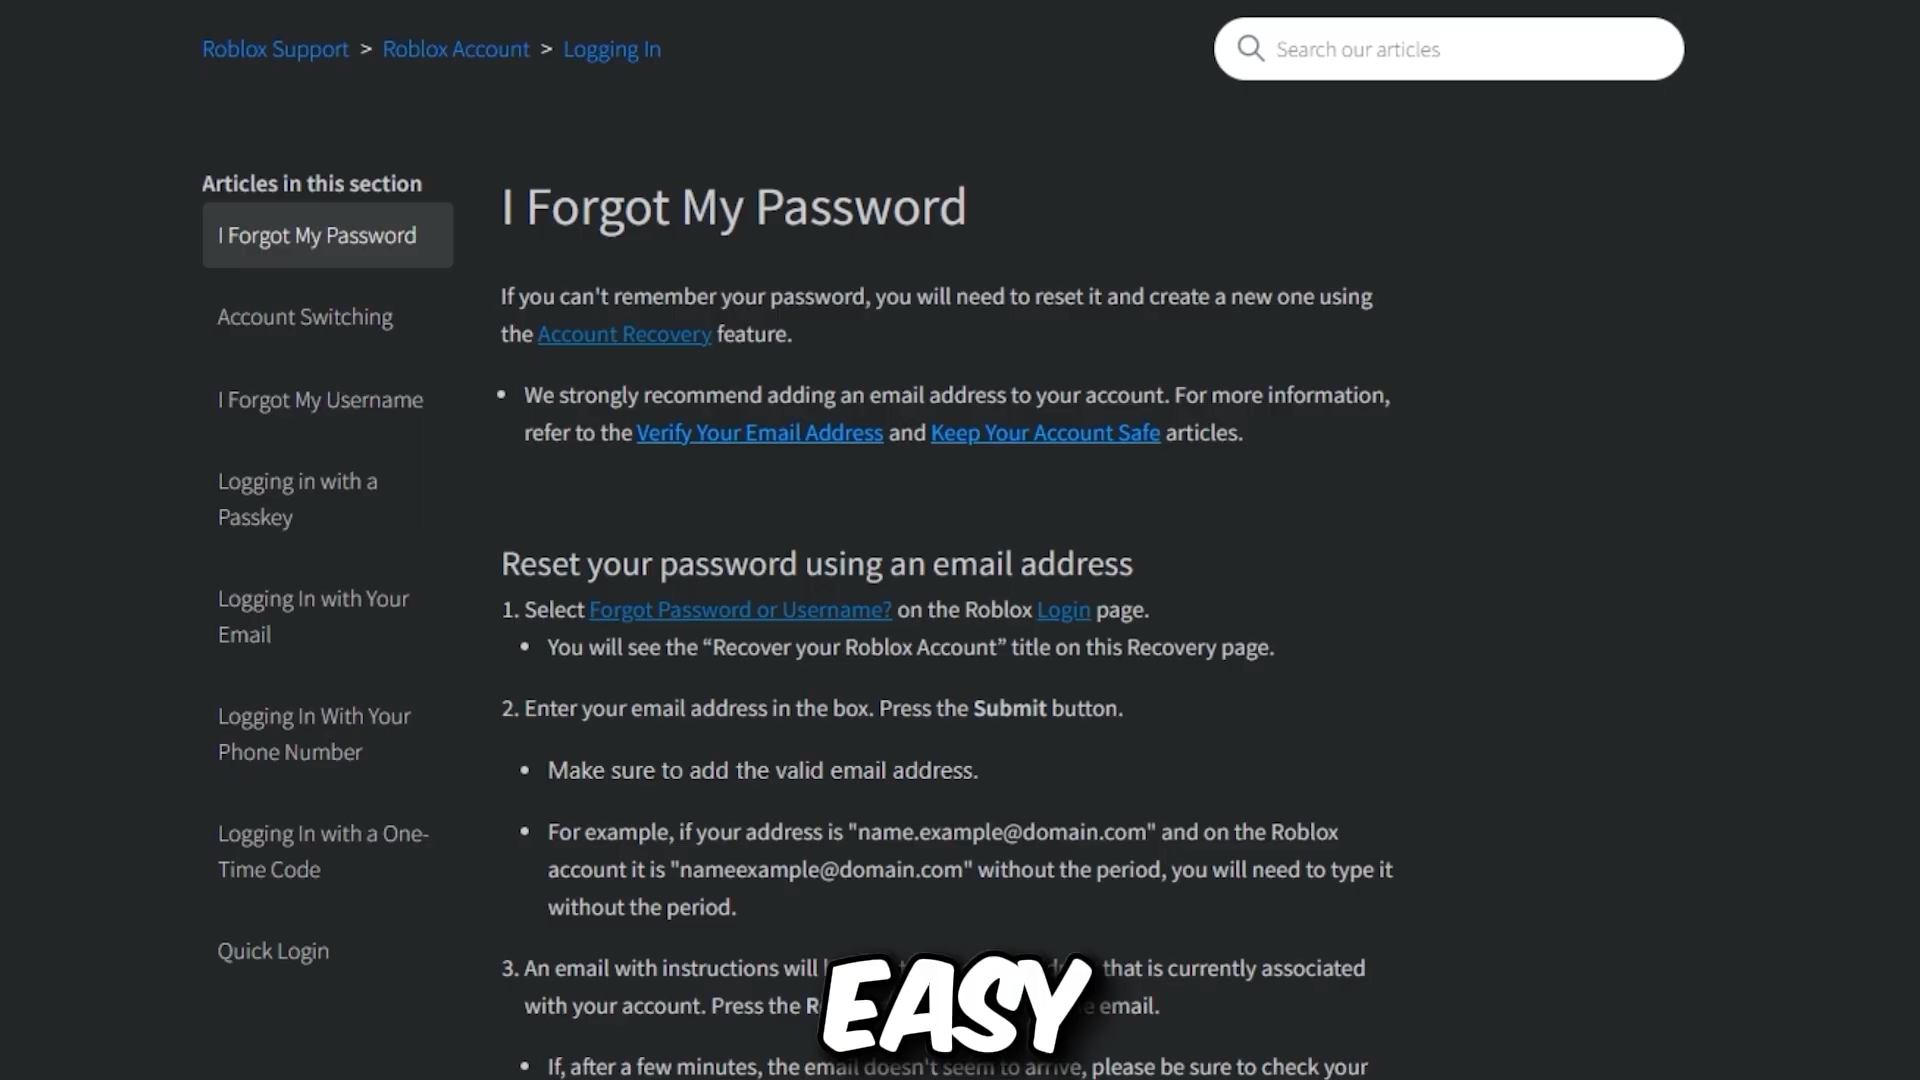 Roblox Support > Roblox Account > Logging In
Search our articles
Articles in this section
I Forgot My Password
Account Switching
I Forgot My Username
Logging in with a
Passkey
Logging In with Your
Email
Logging In With Your
Phone Number
Logging In with a One-
Time Code
Quick Login
I Forgot My Password
If you can't remember your password, you will need to reset it and create a new one using
the Account Recovery feature.
• We strongly recommend adding an email address to your account. For more information,
refer to the Verify Your Email Address and Keep Your Account Safe articles.
Reset your password using an email address
1. Select Forgot Password or Username? on the Roblox Login page.
• You will see the “Recover your Roblox Account” title on this Recovery page.
2. Enter your email address in the box. Press the Submit button.
• Make sure to add the valid email address.
• For example, if your address is "name.example@domain.com" and on the Roblox
account it is "nameexample@domain.com" without the period, you will need to type it
without the period.
3. An email with instructions will that is currently associated
with your account. Press the email.
• If, after a few minutes, the email doesn't seem to arrive, please be sure to check your
EASY